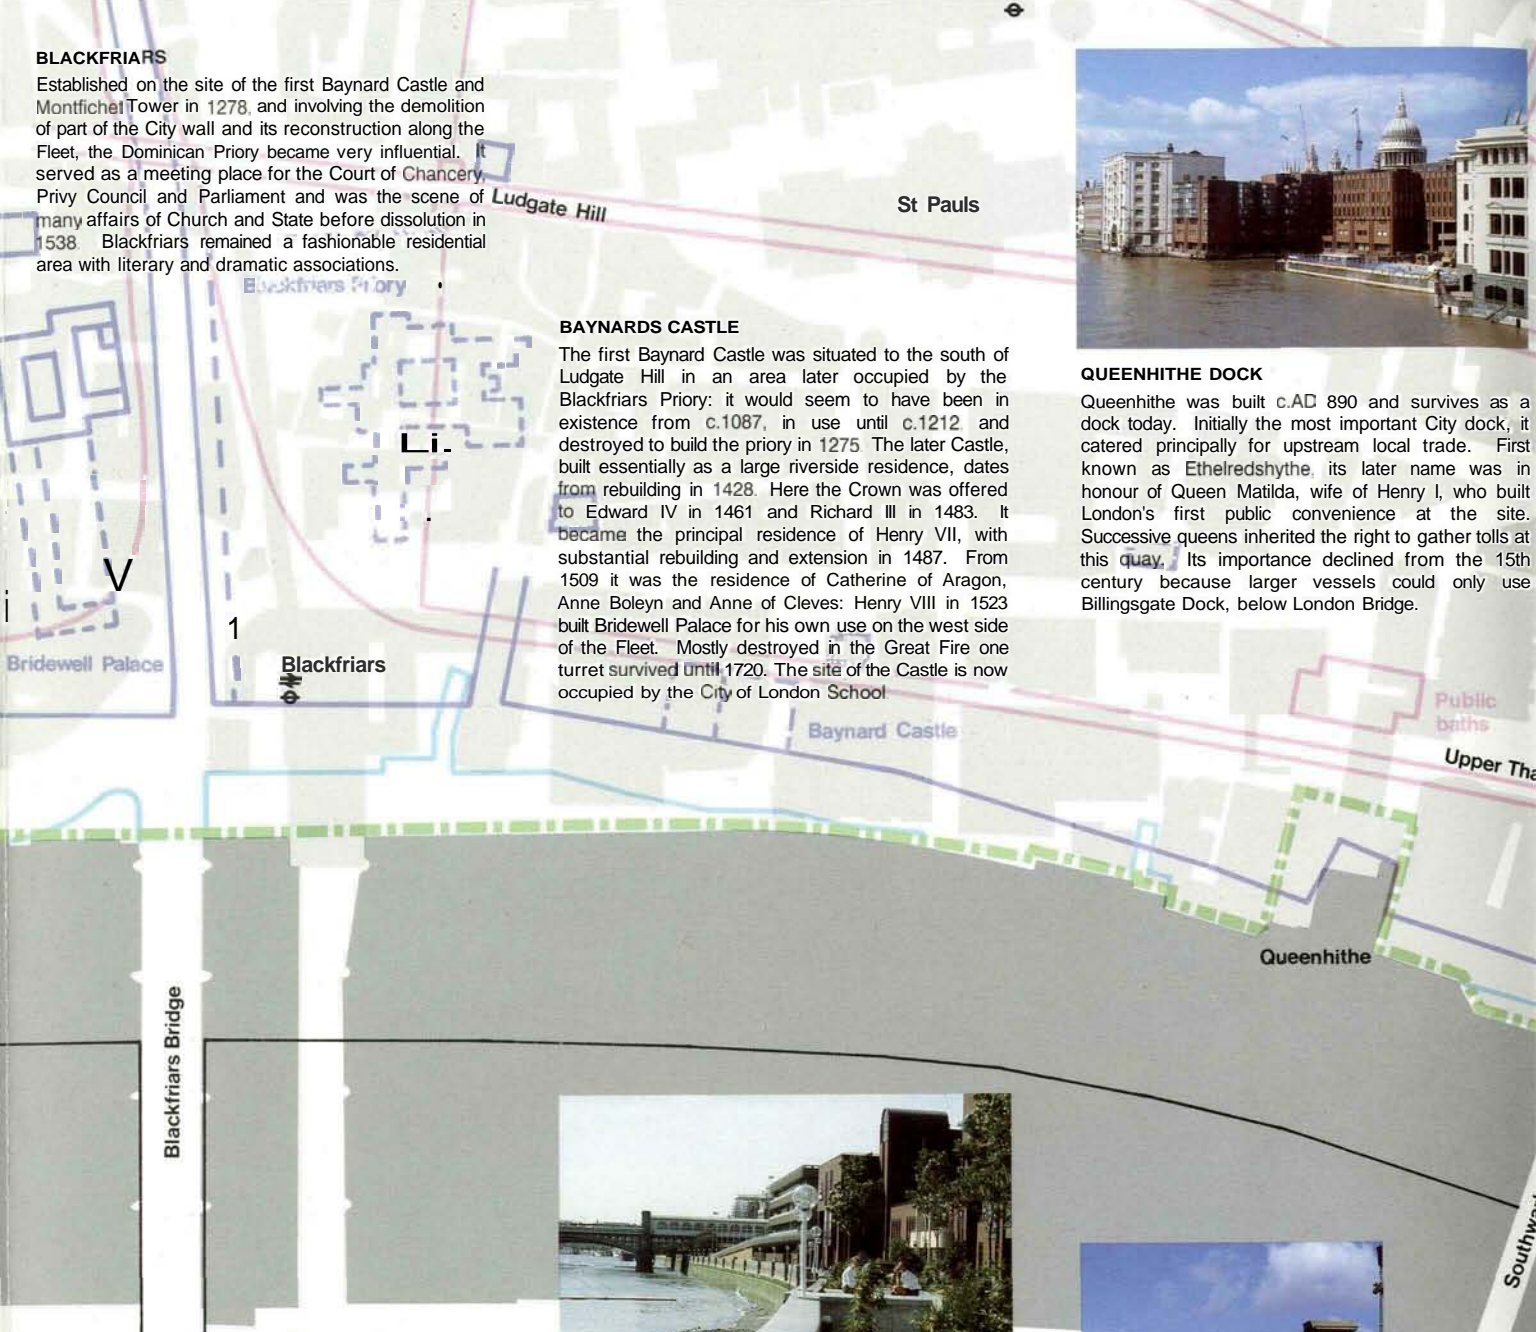 BLACKFRIARS
Established on the site of the first Baynard Castle and
Montfichet Tower in 1278, and involving the demolition
of part of the City wall and its reconstruction along the
Fleet, the Dominican Priory became very influential. It
served as a meeting place for the Court of Chancery,
Privy Council and Parliament and was the scene of
many affairs of Church and State before dissolution in
1538. Blackfriars remained a fashionable residential
area with literary and dramatic associations.
Blackfriars Priory
Ludgate Hill
St Pauls
BAYNARDS CASTLE
The first Baynard Castle was situated to the south of
Ludgate Hill in an area later occupied by the
Blackfriars Priory: it would seem to have been in
existence from c.1087, in use until c.1212 and
destroyed to build the priory in 1275. The later Castle,
built essentially as a large riverside residence, dates
from rebuilding in 1428. Here the Crown was offered
to Edward IV in 1461 and Richard III in 1483. It
became the principal residence of Henry VII, with
substantial rebuilding and extension in 1487. From
1509 it was the residence of Catherine of Aragon,
Anne Boleyn and Anne of Cleves: Henry VIII in 1523
built Bridewell Palace for his own use on the west side
of the Fleet. Mostly destroyed in the Great Fire one
turret survived until 1720. The site of the Castle is now
occupied by the City of London School
QUEENHITHE DOCK
Queenhithe was built c.AD 890 and survives as a
dock today. Initially the most important City dock, it
catered principally for upstream local trade. First
known as Ethelredshythe, its later name was in
honour of Queen Matilda, wife of Henry I, who built
London's first public convenience at the site.
Successive queens inherited the right to gather tolls at
this quay. Its importance declined from the 15th
century because larger vessels could only use
Billingsgate Dock, below London Bridge.
Li.
V
i
1
Bridewell Palace
Blackfriars
Baynard Castle
Public
baths
Upper Tha
Queenhithe
Blackfriars Bridge
Southwark